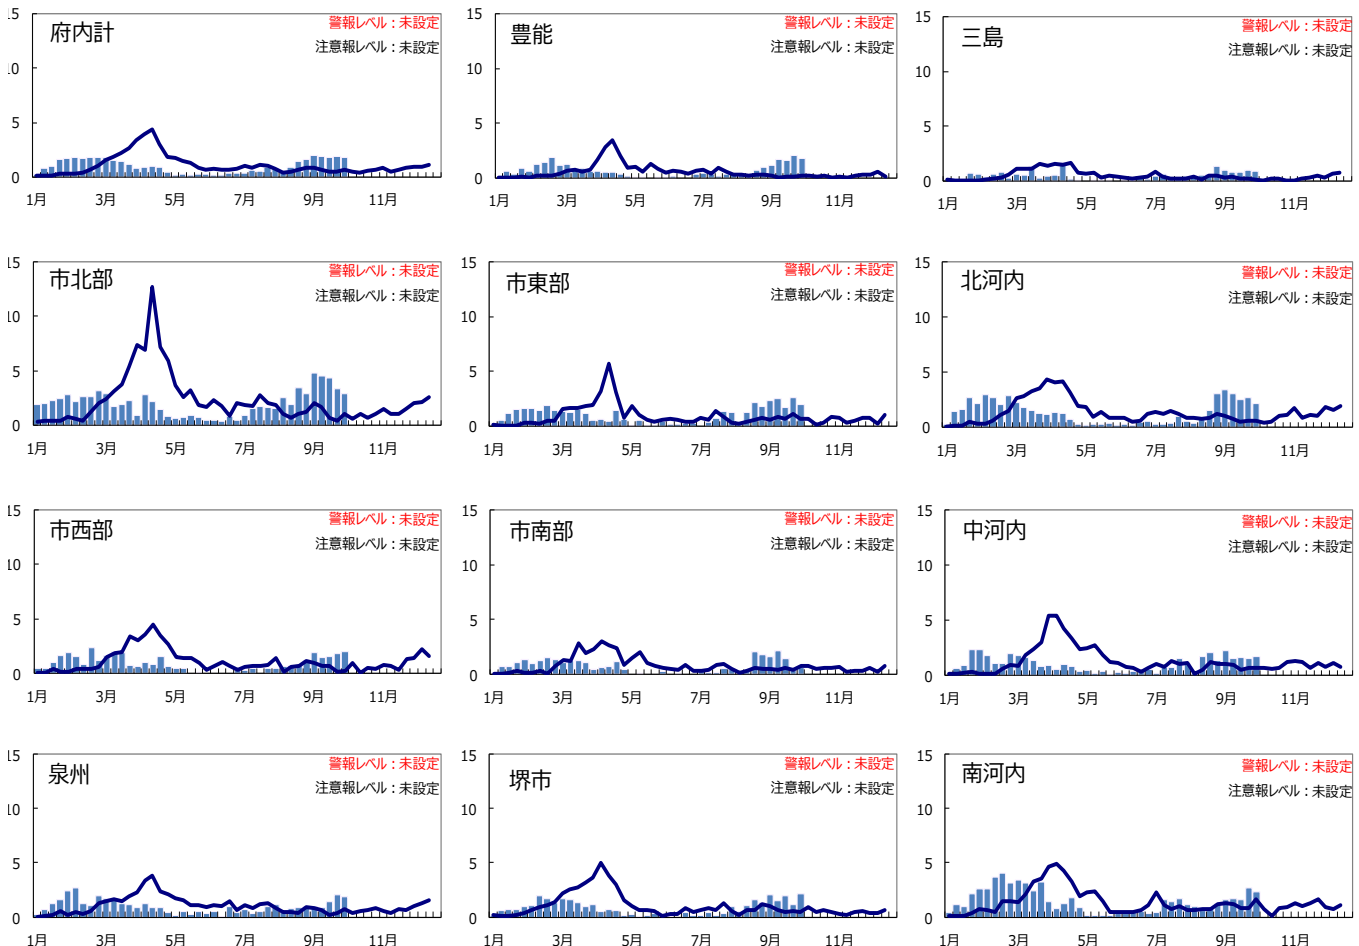 府内計
警報レベル：未設定
注意報レベル：未設定
15
10
5
0
1月 3月 5月 7月 9月 11月
豊能
警報レベル：未設定
注意報レベル：未設定
15
10
5
0
1月 3月 5月 7月 9月 11月
三島
警報レベル：未設定
注意報レベル：未設定
15
10
5
0
1月 3月 5月 7月 9月 11月
市北部
警報レベル：未設定
注意報レベル：未設定
15
10
5
0
1月 3月 5月 7月 9月 11月
市東部
警報レベル：未設定
注意報レベル：未設定
15
10
5
0
1月 3月 5月 7月 9月 11月
北河内
警報レベル：未設定
注意報レベル：未設定
15
10
5
0
1月 3月 5月 7月 9月 11月
市西部
警報レベル：未設定
注意報レベル：未設定
15
10
5
0
1月 3月 5月 7月 9月 11月
市南部
警報レベル：未設定
注意報レベル：未設定
15
10
5
0
1月 3月 5月 7月 9月 11月
中河内
警報レベル：未設定
注意報レベル：未設定
15
10
5
0
1月 3月 5月 7月 9月 11月
泉州
警報レベル：未設定
注意報レベル：未設定
15
10
5
0
1月 3月 5月 7月 9月 11月
堺市
警報レベル：未設定
注意報レベル：未設定
15
10
5
0
1月 3月 5月 7月 9月 11月
南河内
警報レベル：未設定
注意報レベル：未設定
15
10
5
0
1月 3月 5月 7月 9月 11月